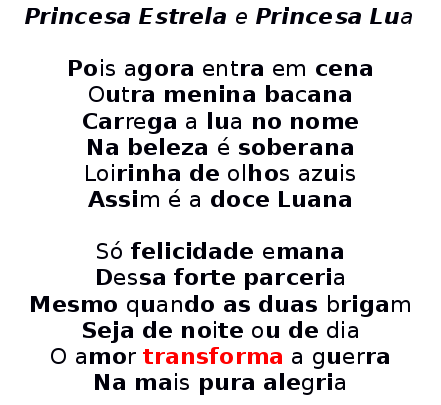 Princesa Estrela e Princesa Lua
Pois agora entra em cena
Outra menina bacana
Carrega a lua no nome
Na beleza é soberana
Loirinha de olhos azuis
Assim é a doce Luana
Só felicidade emana
Dessa forte parceria
Mesmo quando as duas brigam
Seja de noite ou de dia
O amor transforma a guerra
Na mais pura alegria